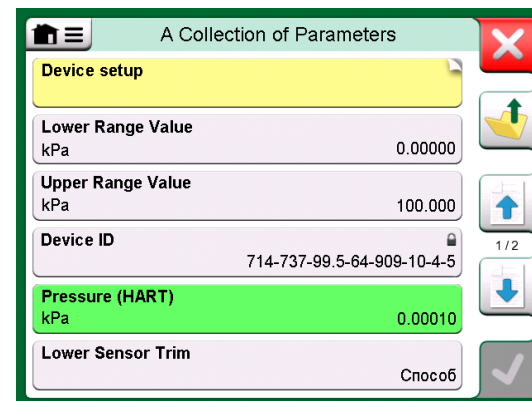 A Collection of Parameters
Device setup
Lower Range Value
kPa 0.00000
Upper Range Value
kPa 100.000
Device ID
714-737-99.5-64-909-10-4-5
1/2
Pressure (HART)
kPa 0.00010
Lower Sensor Trim
Способ